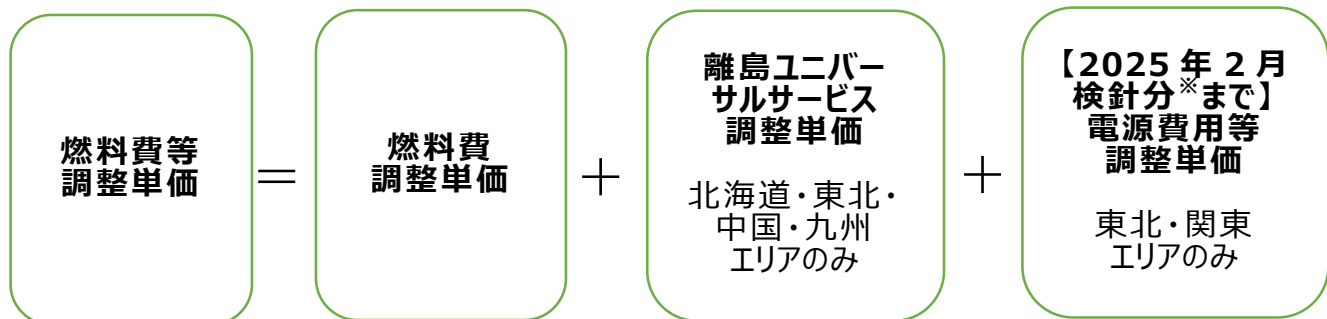 燃料費等
調整単価
＝
燃料費
調整単価
＋
離島ユニバー
サルサービス
調整単価
北海道・東北・
中国・九州
エリアのみ
＋
【2025年2月
検針分※まで】
電源費用等
調整単価
東北・関東
エリアのみ